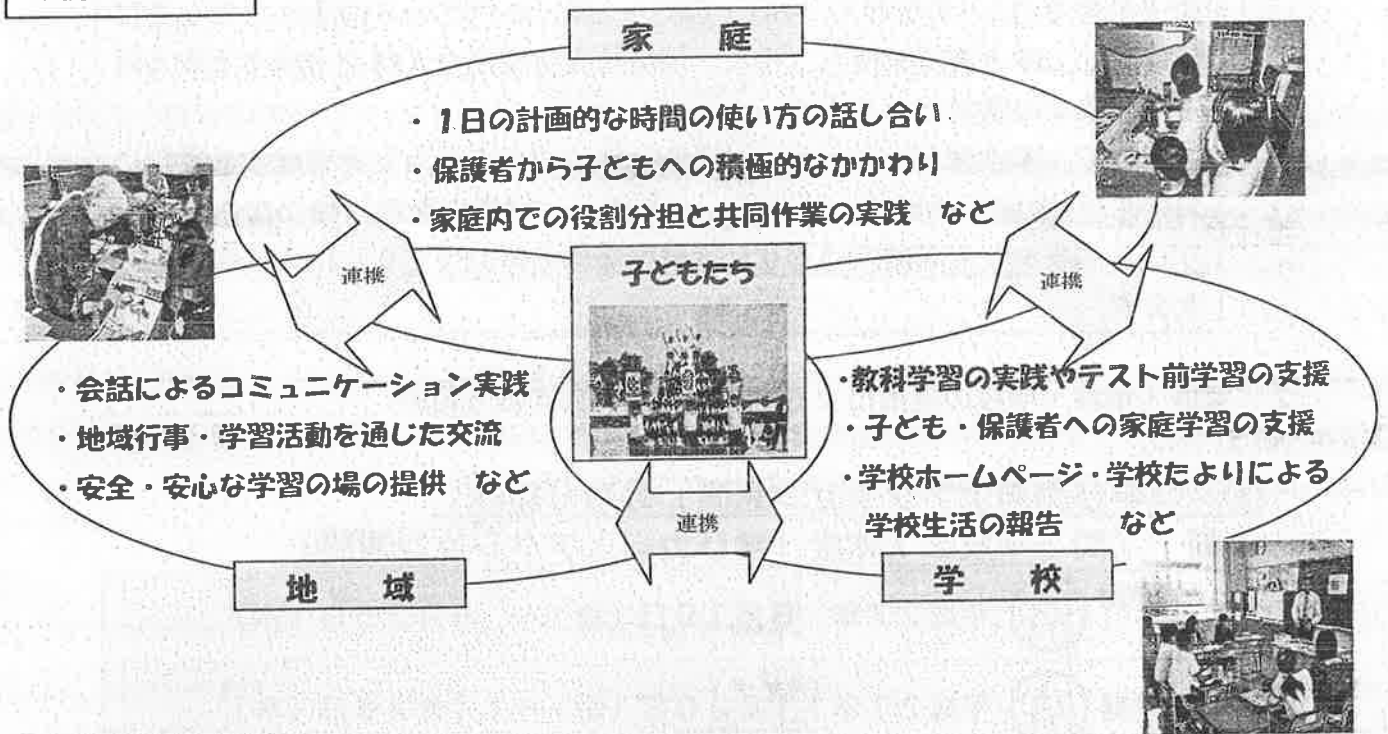 家 庭
・１日の計画的な時間の使い方の話し合い
・保護者から子どもへの積極的なかかわり
・家庭内での役割分担と共同作業の実践 など
連携
子どもたち
連携
・会話によるコミュニケーション実践
・地域行事・学習活動を通じた交流
・安全・安心な学習の場の提供 など
・教科学習の実践やテスト前学習の支援
・子ども・保護者への家庭学習の支援
・学校ホームページ・学校だよりによる
学校生活の報告 など
連携
地 域
学 校